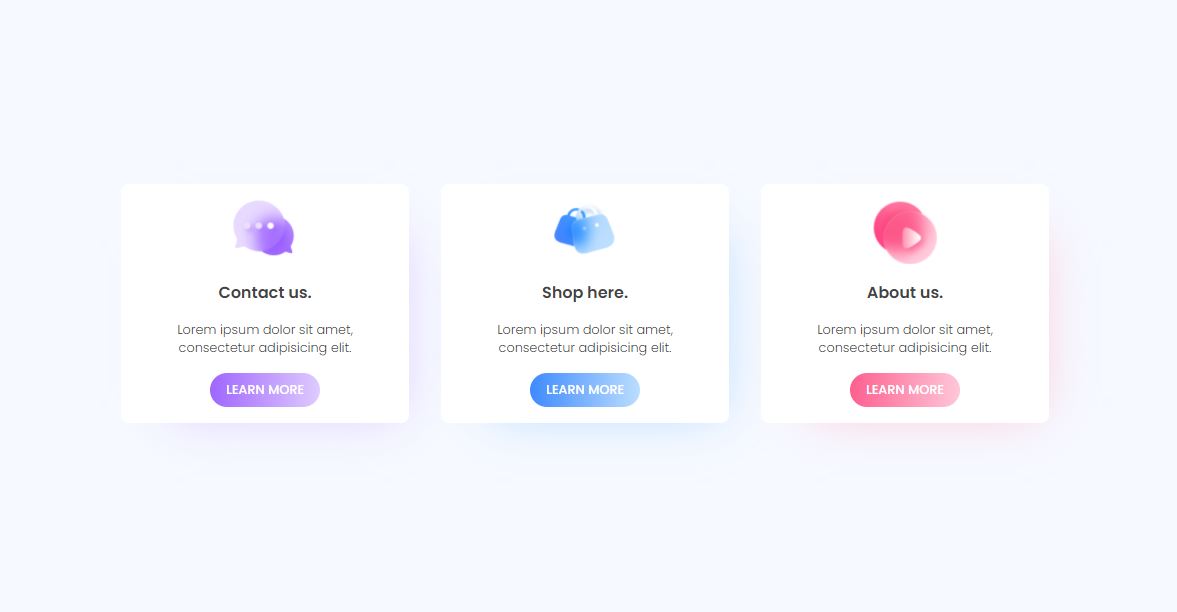 Contact us.
Lorem ipsum dolor sit amet,
consectetur adipisicing elit.
LEARN MORE
Shop here.
Lorem ipsum dolor sit amet,
consectetur adipisicing elit.
LEARN MORE
About us.
Lorem ipsum dolor sit amet,
consectetur adipisicing elit.
LEARN MORE